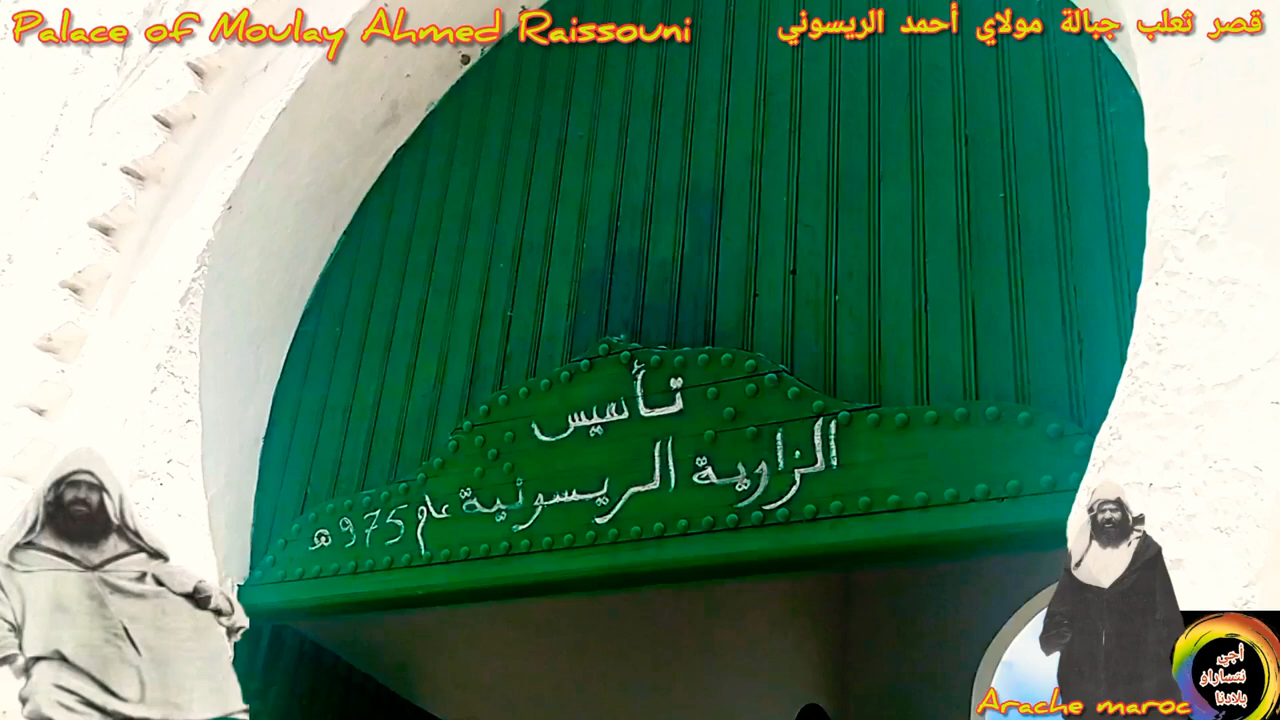 Palace of Moulay Ahmed Raissouni
قصر ثعلب جبالة مولاي أحمد الريسوني
تأسيس
الزاوية الريسونية عام 975 هـ
أجي
نتساراو
بلادنا
Arache maroc